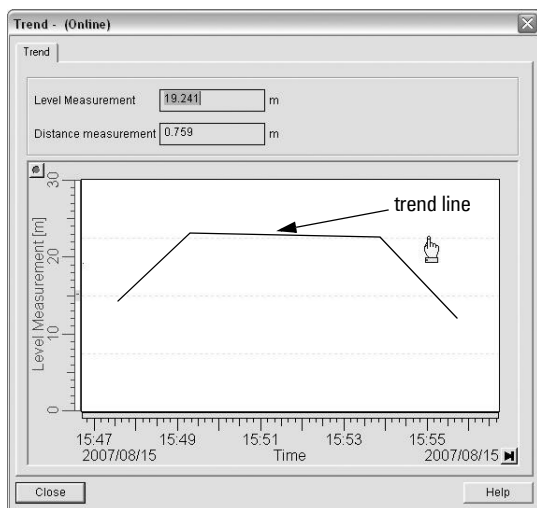 Trend - (Online)
Trend
Level Measurement 19.241 m
Distance measurement 0.759 m
trend line
Level Measurement [m]
30
20
10
0
15:47 15:49 15:51 15:53 15:55
2007/08/15 Time 2007/08/15
Close Help